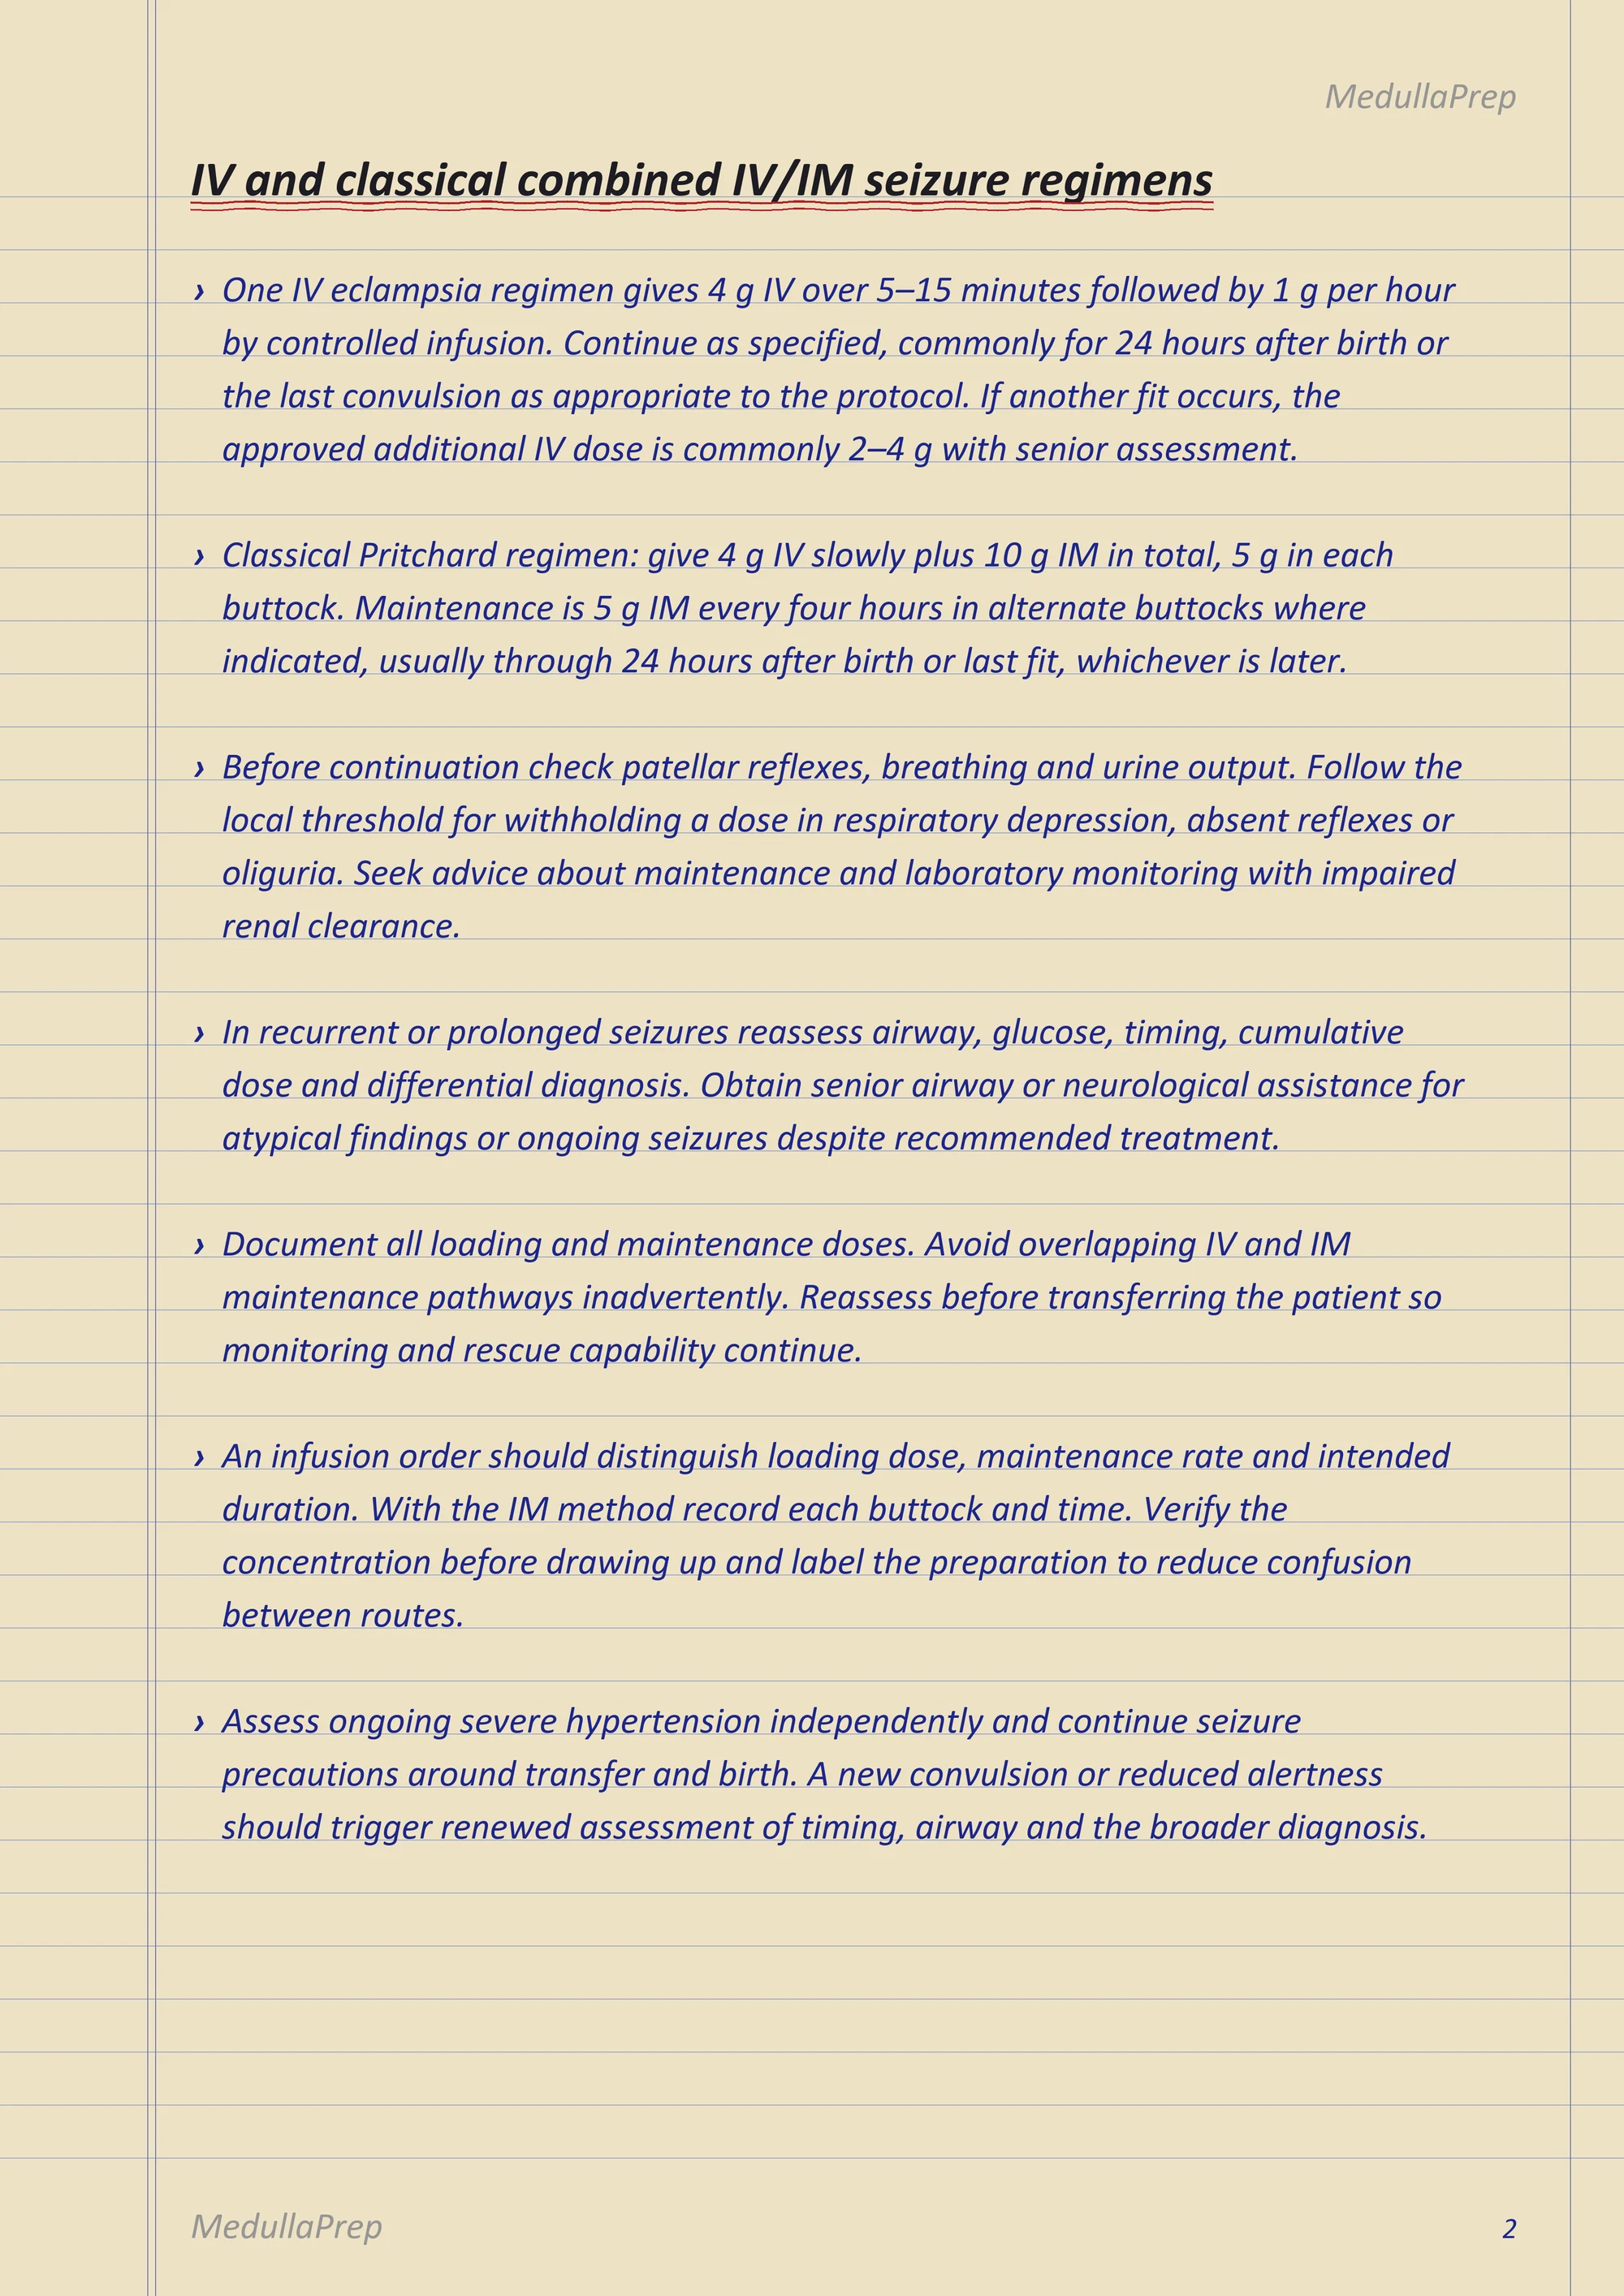 MedullaPrep
IV and classical combined IV/IM seizure regimens
› One IV eclampsia regimen gives 4 g IV over 5–15 minutes followed by 1 g per hour
by controlled infusion. Continue as specified, commonly for 24 hours after birth or
the last convulsion as appropriate to the protocol. If another fit occurs, the
approved additional IV dose is commonly 2–4 g with senior assessment.
› Classical Pritchard regimen: give 4 g IV slowly plus 10 g IM in total, 5 g in each
buttock. Maintenance is 5 g IM every four hours in alternate buttocks where
indicated, usually through 24 hours after birth or last fit, whichever is later.
› Before continuation check patellar reflexes, breathing and urine output. Follow the
local threshold for withholding a dose in respiratory depression, absent reflexes or
oliguria. Seek advice about maintenance and laboratory monitoring with impaired
renal clearance.
› In recurrent or prolonged seizures reassess airway, glucose, timing, cumulative
dose and differential diagnosis. Obtain senior airway or neurological assistance for
atypical findings or ongoing seizures despite recommended treatment.
› Document all loading and maintenance doses. Avoid overlapping IV and IM
maintenance pathways inadvertently. Reassess before transferring the patient so
monitoring and rescue capability continue.
› An infusion order should distinguish loading dose, maintenance rate and intended
duration. With the IM method record each buttock and time. Verify the
concentration before drawing up and label the preparation to reduce confusion
between routes.
› Assess ongoing severe hypertension independently and continue seizure
precautions around transfer and birth. A new convulsion or reduced alertness
should trigger renewed assessment of timing, airway and the broader diagnosis.
MedullaPrep
2